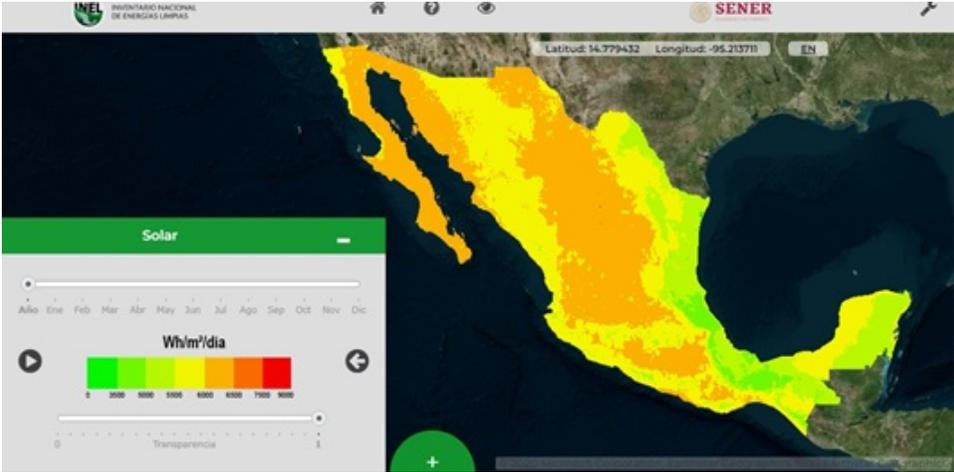 INEL
INVENTARIO NACIONAL
DE ENERGÍAS LIMPIAS
SENER
Latitud: 14.779432 Longitud: -95.213711 EN
Solar
Año Ene Feb Mar Abr May Jun Jul Ago Sep Oct Nov Dic
Wh/m²/dia
0 3500 5000 5500 6000 6500 7500 9000
0 Transparencia 1